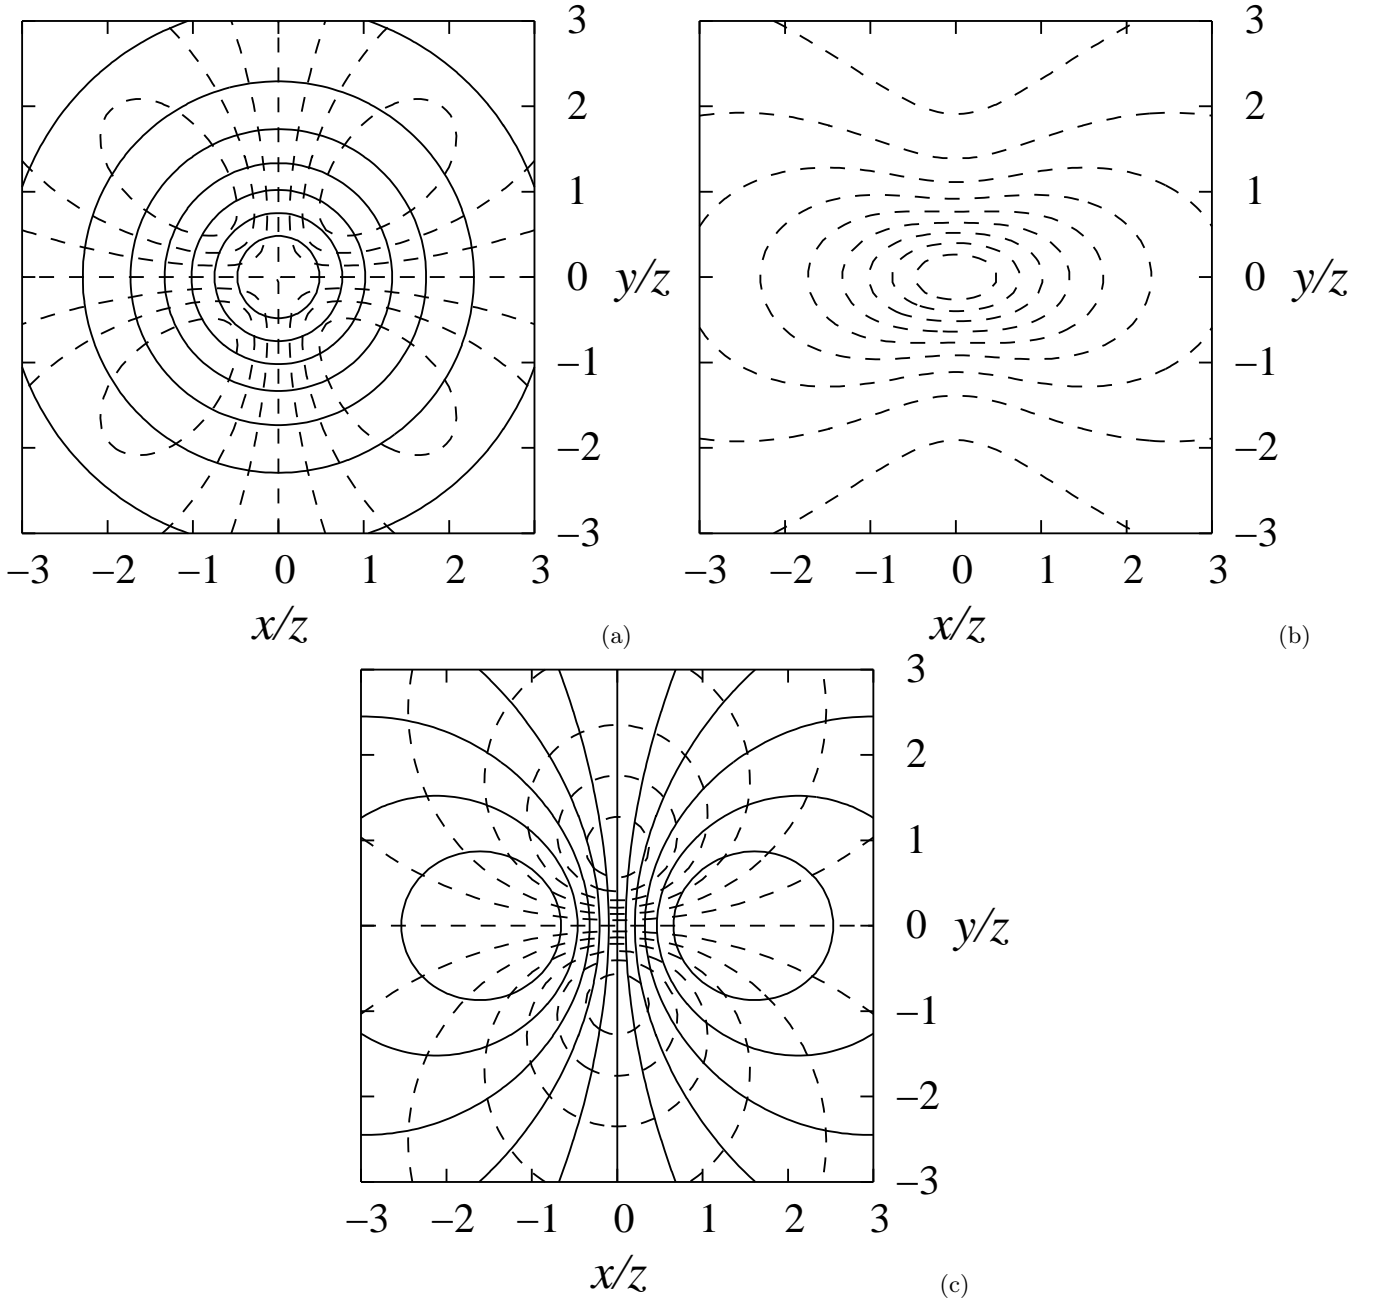 3 3
2 2
1 1
0 y/z 0 y/z
−1 −1
−2 −2
−3 −3
−3 −2 −1 0 1 2 3 −3 −2 −1 0 1 2 3
x/z (a) x/z (b)
3
2
1
0 y/z
−1
−2
−3
−3 −2 −1 0 1 2 3
x/z (c)